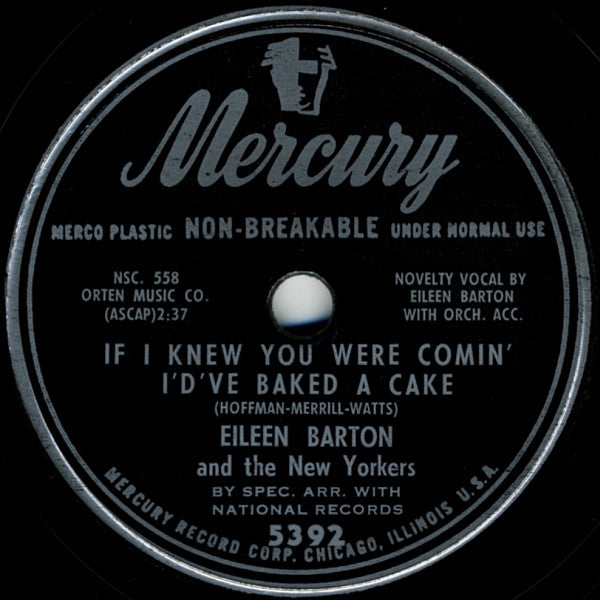 Mercury
MERCO PLASTIC NON-BREAKABLE UNDER NORMAL USE
NSC. 558
ORTEN MUSIC CO.
(ASCAP)2:37
NOVELTY VOCAL BY
EILEEN BARTON
WITH ORCH. ACC.
IF I KNEW YOU WERE COMIN'
I'D'VE BAKED A CAKE
(HOFFMAN-MERRILL-WATTS)
EILEEN BARTON
and the New Yorkers
BY SPEC. ARR. WITH
NATIONAL RECORDS
5392
MERCURY RECORD CORP. CHICAGO, ILLINOIS U.S.A.